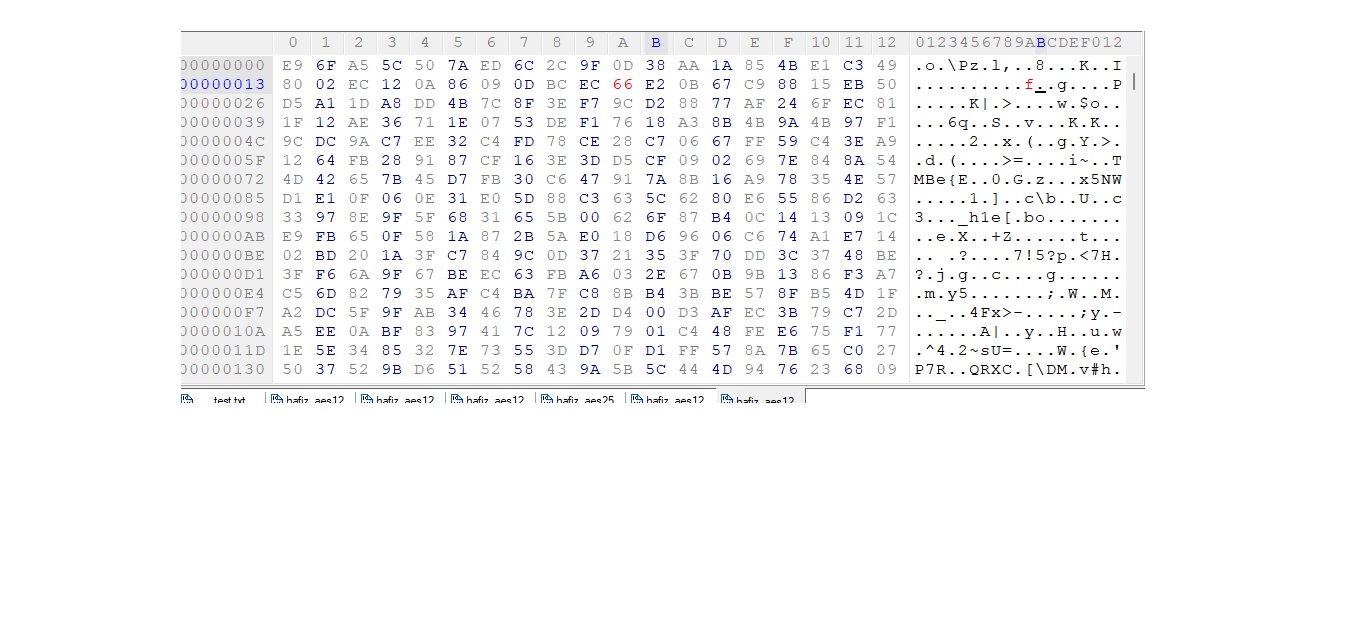 0 1 2 3 4 5 6 7 8 9 A B C D E F 10 11 12 0123456789ABCDEF012
00000000 E9 6F A5 5C 50 7A ED 6C 2C 9F 0D 38 AA 1A 85 4B E1 C3 49 .o.\Pz.l,..8...K..I
00000013 80 02 EC 12 0A 86 09 0D BC EC 66 E2 0B 67 C9 88 15 EB 50 ..........f..g....P
00000026 D5 A1 1D A8 DD 4B 7C 8F 3E F7 9C D2 88 77 AF 24 6F EC 81 .....K|.>....w.$o..
00000039 1F 12 AE 36 71 1E 07 53 DE F1 76 18 A3 8B 4B 9A 4B 97 F1 ...6q..S..v...K.K..
0000004C 9C DC 9A C7 EE 32 C4 FD 78 CE 28 C7 06 67 FF 59 C4 3E A9 .....2..x.(..g.Y.>.
0000005F 12 64 FB 28 91 87 CF 16 3E 3D D5 CF 09 02 69 7E 84 8A 54 .d.(....>=....i~..T
00000072 4D 42 65 7B 45 D7 FB 30 C6 47 91 7A 8B 16 A9 78 35 4E 57 MBe{E..0.G.z...x5NW
00000085 D1 E1 0F 06 0E 31 E0 5D 88 C3 63 5C 62 80 E6 55 86 D2 63 .....1.]..c\b..U..c
00000098 33 97 8E 9F 5F 68 31 65 5B 00 62 6F 87 B4 0C 14 13 09 1C 3..._h1e[.bo.......
000000AB E9 FB 65 0F 58 1A 87 2B 5A E0 18 D6 96 06 C6 74 A1 E7 14 ..e.X..+Z......t...
000000BE 02 BD 20 1A 3F C7 84 9C 0D 37 21 35 3F 70 DD 3C 37 48 BE .. .?....7!5?p.<7H.
000000D1 3F F6 6A 9F 67 BE EC 63 FB A6 03 2E 67 0B 9B 13 86 F3 A7 ?.j.g..c....g......
000000E4 C5 6D 82 79 35 AF C4 BA 7F C8 8B B4 3B BE 57 8F B5 4D 1F .m.y5.......;.W..M.
000000F7 A2 DC 5F 9F AB 34 46 78 3E 2D D4 00 D3 AF EC 3B 79 C7 2D .._..4Fx>-.....;y.-
0000010A A5 EE 0A BF 83 97 41 7C 12 09 79 01 C4 48 FE E6 75 F1 77 ......A|..y..H..u.w
0000011D 1E 5E 34 85 32 7E 73 55 3D D7 0F D1 FF 57 8A 7B 65 C0 27 .^4.2~sU=....W.{e.'
00000130 50 37 52 9B D6 51 52 58 43 9A 5B 5C 44 4D 94 76 23 68 09 P7R..QRXC.[\DM.v#h.
test.txt hafiz_aes12 hafiz_aes12 hafiz_aes12 hafiz_aes25 hafiz_aes12 hafiz_aes12